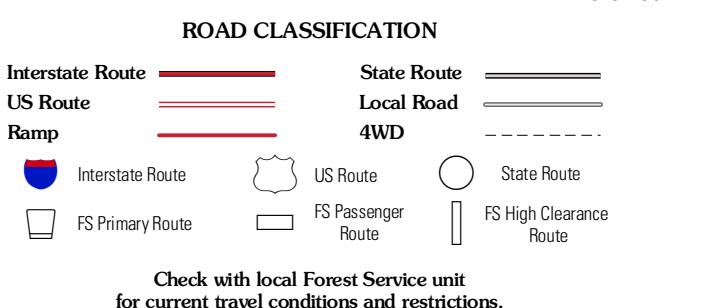 ROAD CLASSIFICATION
Interstate Route
State Route
US Route
Local Road
Ramp
4WD
Interstate Route
US Route
State Route
FS Primary Route
FS Passenger
Route
FS High Clearance
Route
Check with local Forest Service unit
for current travel conditions and restrictions.